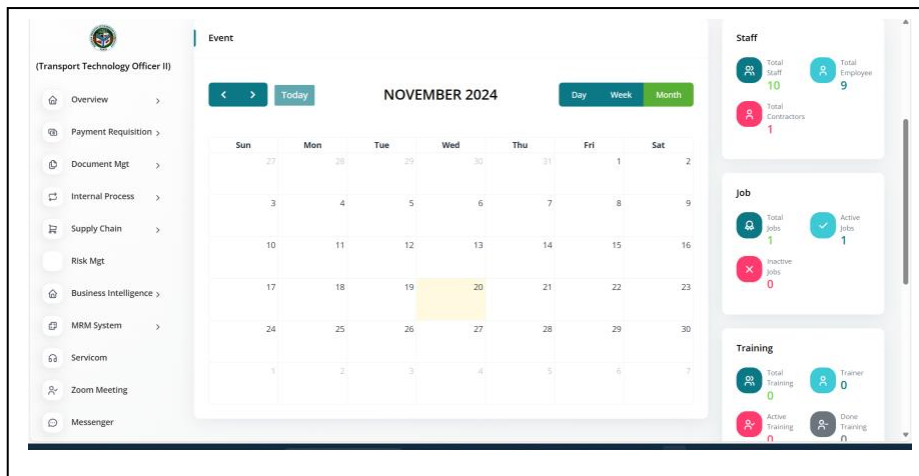 (Transport Technology Officer II)
Overview
Payment Requisition
Document Mgt
Internal Process
Supply Chain
Risk Mgt
Business Intelligence
MRM System
Servicom
Zoom Meeting
Messenger
Event
Today
NOVEMBER 2024
Day Week Month
Sun Mon Tue Wed Thu Fri Sat
27 28 29 30 31 1 2
3 4 5 6 7 8 9
10 11 12 13 14 15 16
17 18 19 20 21 22 23
24 25 26 27 28 29 30
1 2 3 4 5 6 7
Staff
Total
Staff
10
Total
Employee
9
Total
Contractors
1
Job
Total
Jobs
1
Active
Jobs
1
Inactive
Jobs
0
Training
Total
Training
0
Trainer
0
Active
Training
0
Done
Training
0